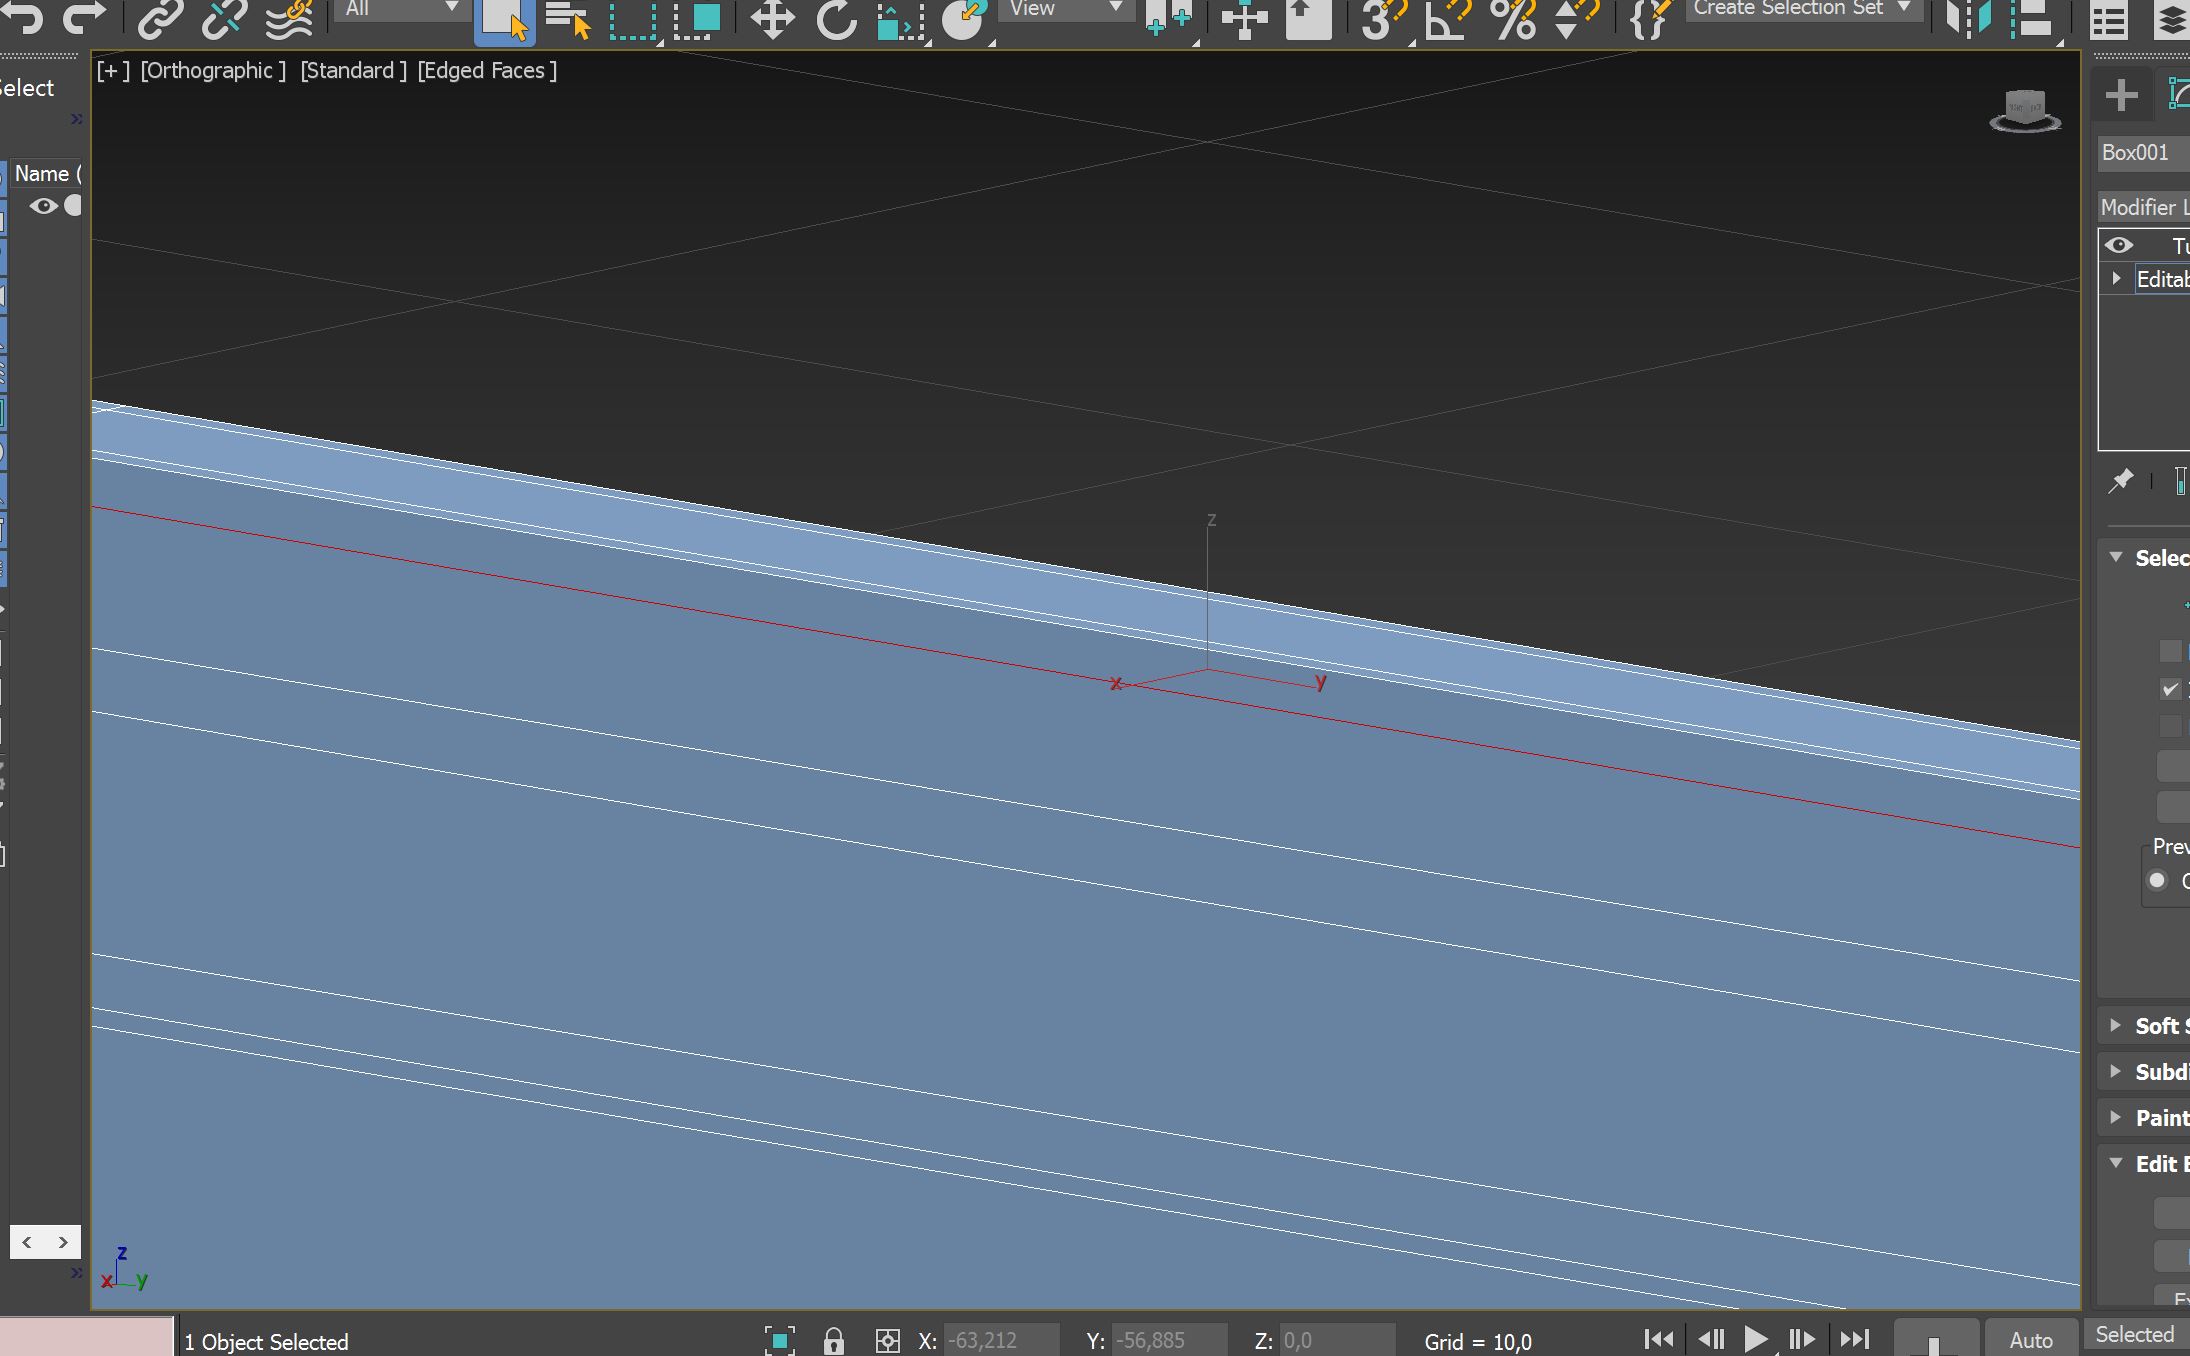 All
View
Create Selection Set
[+] [Orthographic] [Standard] [Edged Faces]
Select
Name (
Box001
Modifier L
Tu
Editab
Selec
z
x
y
Prev
Soft S
Subdi
Paint
Edit E
z
x y
1 Object Selected
X: -63,212
Y: -56,885
Z: 0,0
Grid = 10,0
Auto
Selected